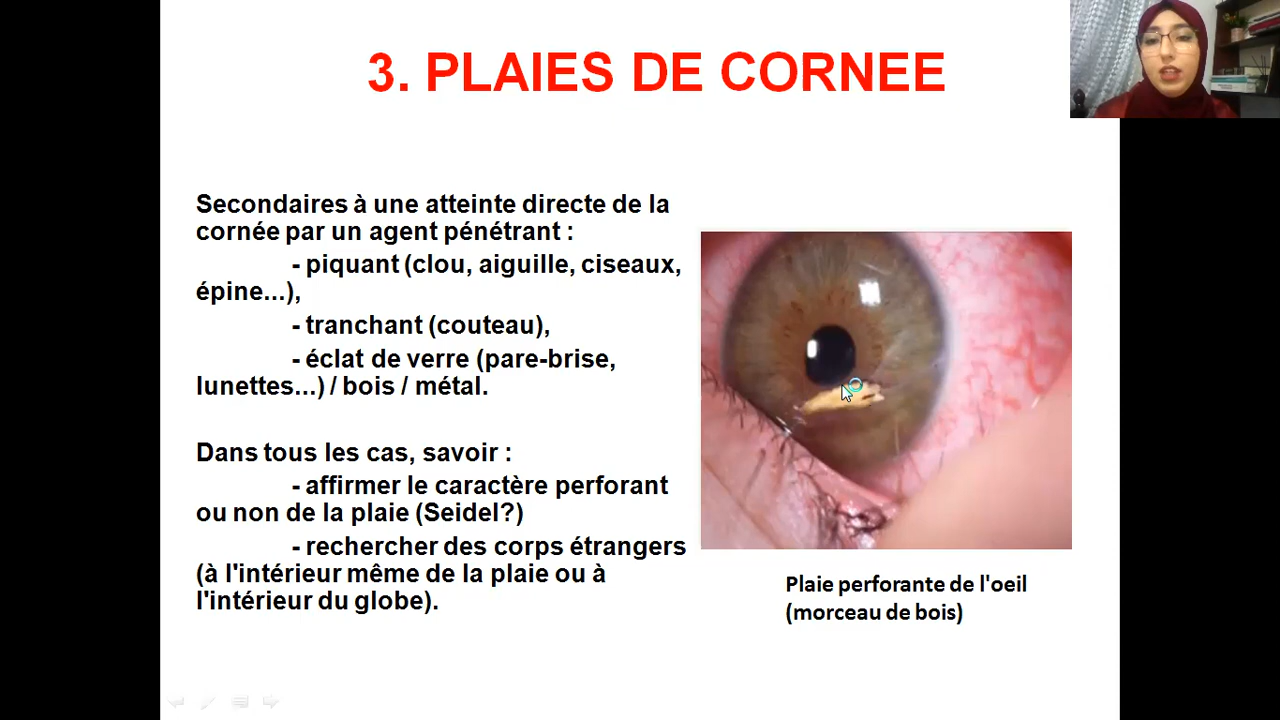 3. PLAIES DE CORNEE
Secondaires à une atteinte directe de la
cornée par un agent pénétrant :
- piquant (clou, aiguille, ciseaux,
épine...),
- tranchant (couteau),
- éclat de verre (pare-brise,
lunettes...) / bois / métal.
Dans tous les cas, savoir :
- affirmer le caractère perforant
ou non de la plaie (Seidel?)
- rechercher des corps étrangers
(à l'intérieur même de la plaie ou à
l'intérieur du globe).
Plaie perforante de l'oeil
(morceau de bois)